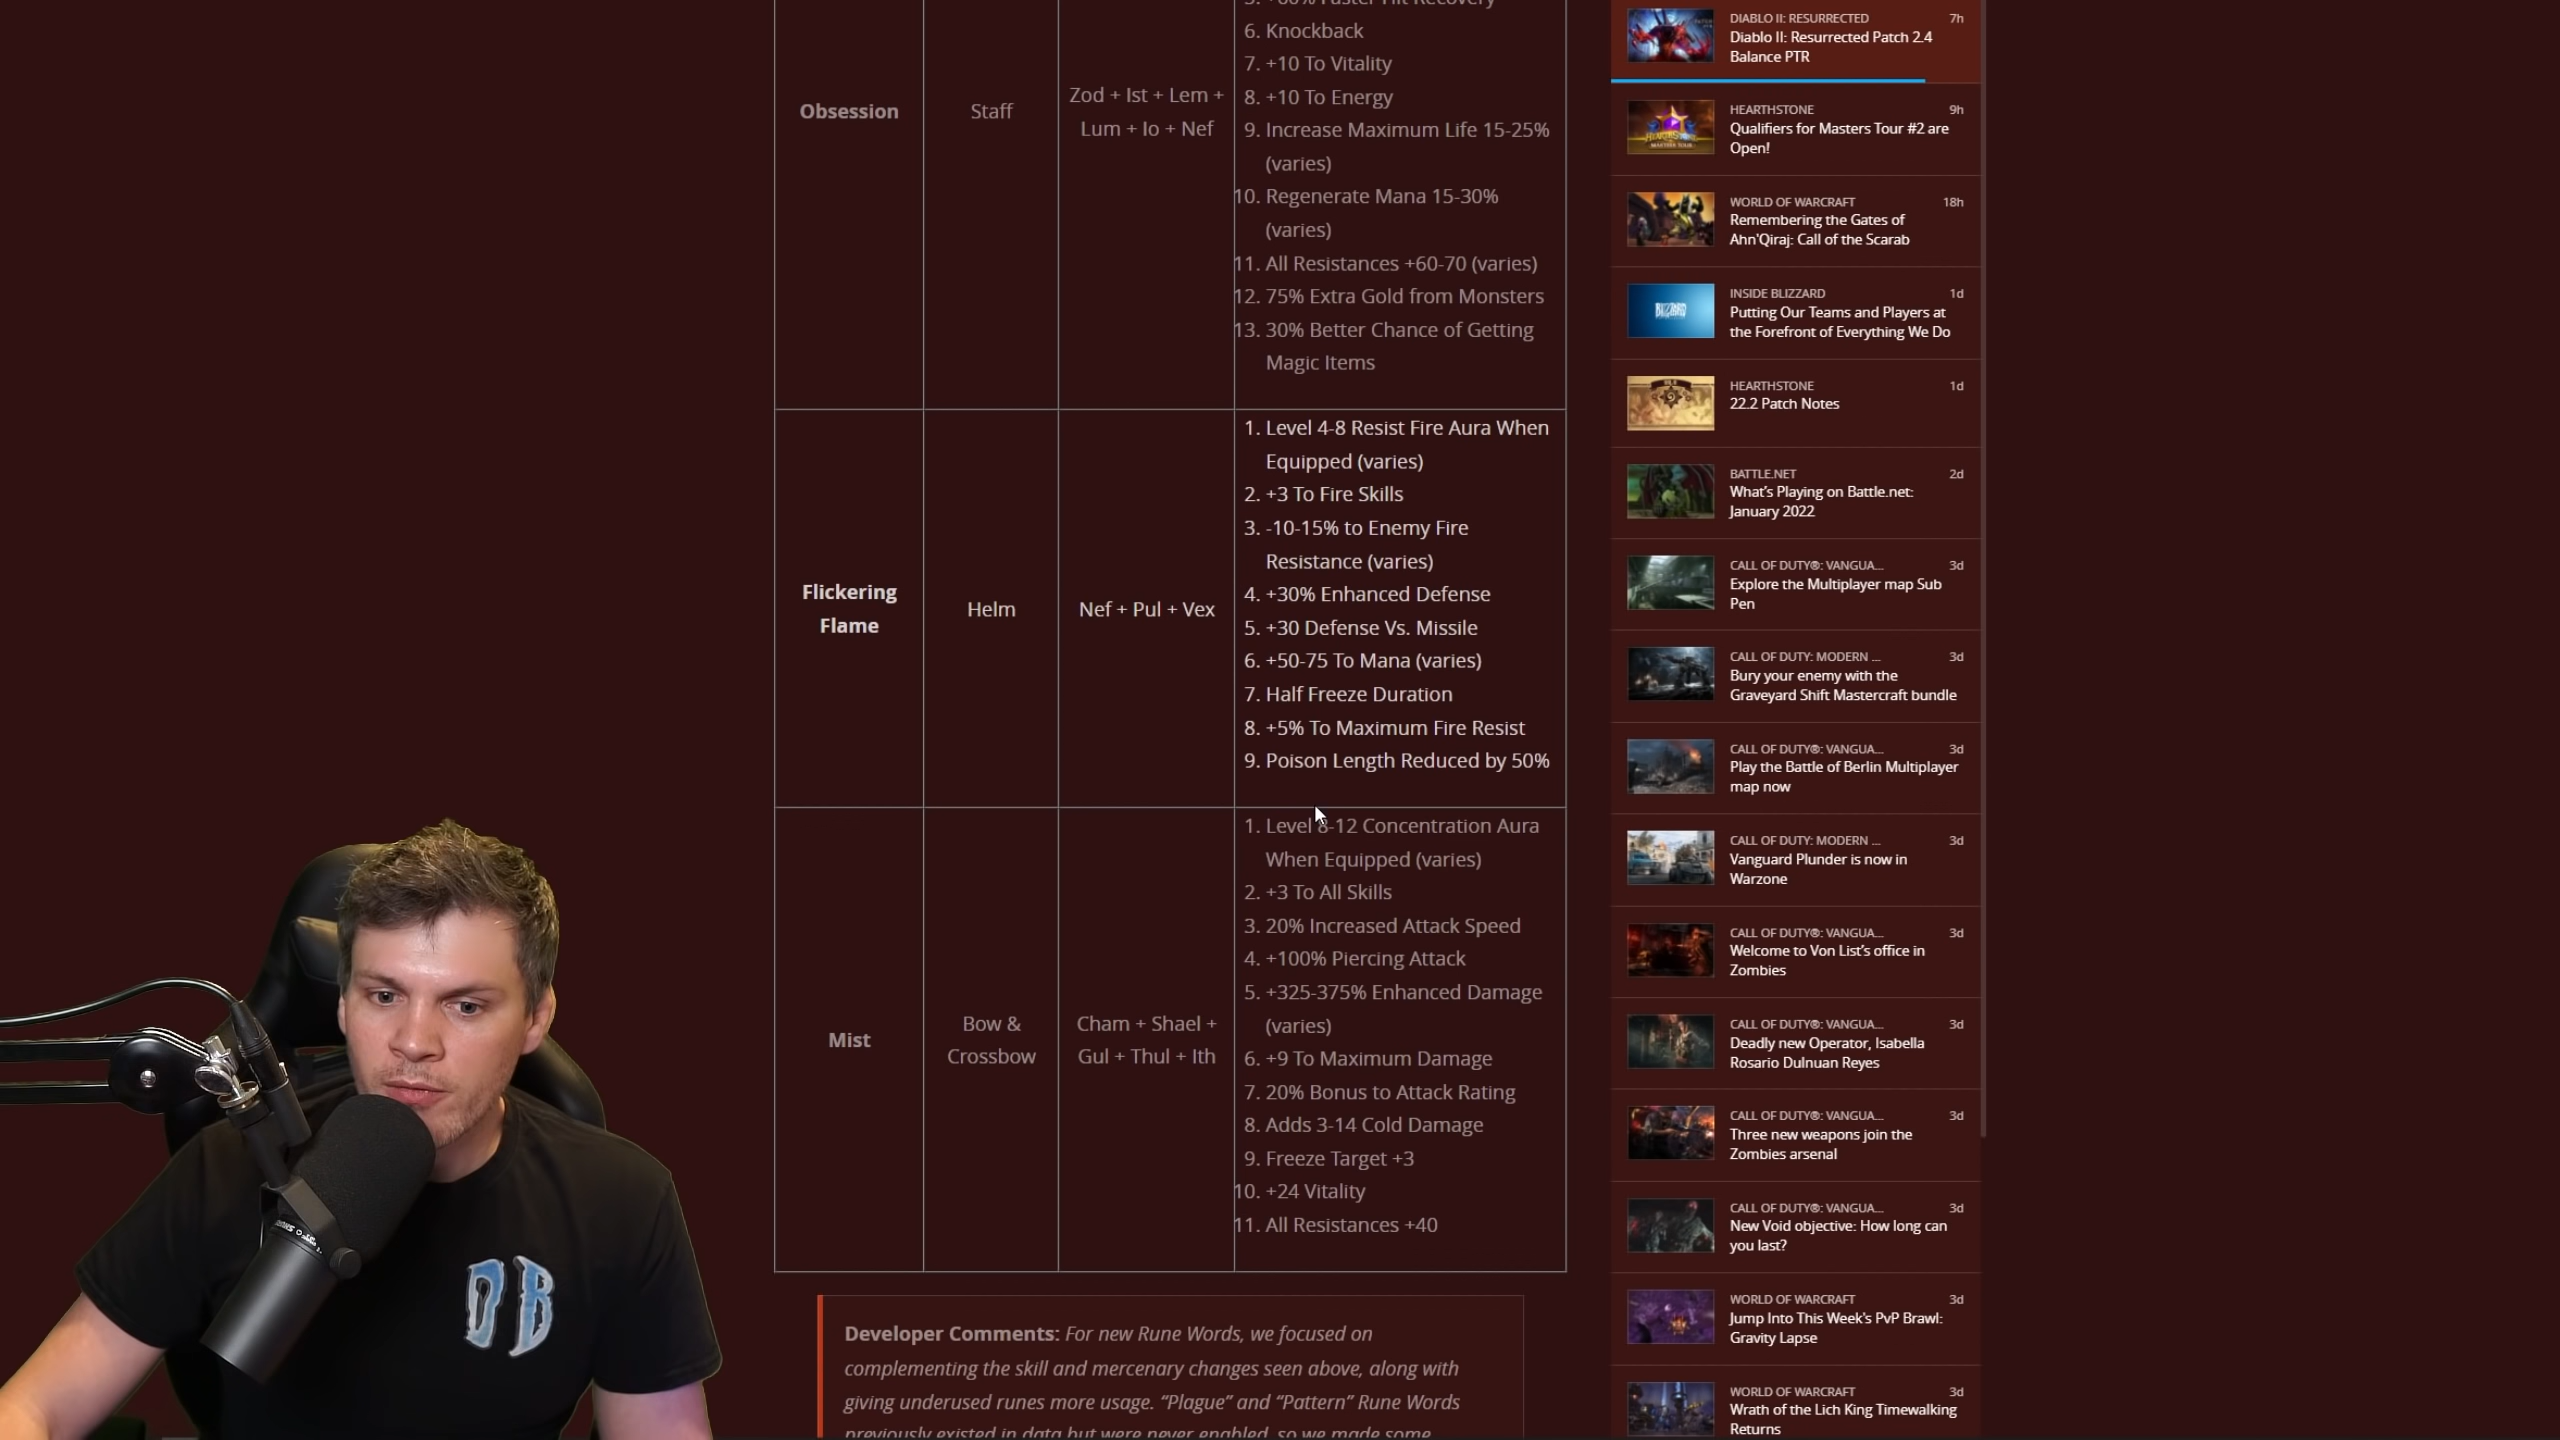 6. Knockback
7. +10 To Vitality
8. +10 To Energy
9. Increase Maximum Life 15-25%
(varies)
10. Regenerate Mana 15-30%
(varies)
11. All Resistances +60-70 (varies)
12. 75% Extra Gold from Monsters
13. 30% Better Chance of Getting
Magic Items
Obsession
Staff
Zod + Ist + Lem +
Lum + Io + Nef
Flickering
Flame
Helm
Nef + Pul + Vex
1. Level 4-8 Resist Fire Aura When
Equipped (varies)
2. +3 To Fire Skills
3. -10-15% to Enemy Fire
Resistance (varies)
4. +30% Enhanced Defense
5. +30 Defense Vs. Missile
6. +50-75 To Mana (varies)
7. Half Freeze Duration
8. +5% To Maximum Fire Resist
9. Poison Length Reduced by 50%
Mist
Bow &
Crossbow
Cham + Shael +
Gul + Thul + Ith
1. Level 8-12 Concentration Aura
When Equipped (varies)
2. +3 To All Skills
3. 20% Increased Attack Speed
4. +100% Piercing Attack
5. +325-375% Enhanced Damage
(varies)
6. +9 To Maximum Damage
7. 20% Bonus to Attack Rating
8. Adds 3-14 Cold Damage
9. Freeze Target +3
10. +24 Vitality
11. All Resistances +40
Developer Comments: For new Rune Words, we focused on
complementing the skill and mercenary changes seen above, along with
giving underused runes more usage. “Plague” and “Pattern” Rune Words
previously existed in data but were never enabled, so we made some
DIABLO II: RESURRECTED 7h
Diablo II: Resurrected Patch 2.4
Balance PTR
HEARTHSTONE 9h
Qualifiers for Masters Tour #2 are
Open!
WORLD OF WARCRAFT 18h
Remembering the Gates of
Ahn'Qiraj: Call of the Scarab
INSIDE BLIZZARD 1d
Putting Our Teams and Players at
the Forefront of Everything We Do
HEARTHSTONE 1d
22.2 Patch Notes
BATTLE.NET 2d
What’s Playing on Battle.net:
January 2022
CALL OF DUTY®: VANGUA... 3d
Explore the Multiplayer map Sub
Pen
CALL OF DUTY: MODERN ... 3d
Bury your enemy with the
Graveyard Shift Mastercraft bundle
CALL OF DUTY®: VANGUA... 3d
Play the Battle of Berlin Multiplayer
map now
CALL OF DUTY: MODERN ... 3d
Vanguard Plunder is now in
Warzone
CALL OF DUTY®: VANGUA... 3d
Welcome to Von List’s office in
Zombies
CALL OF DUTY®: VANGUA... 3d
Deadly new Operator, Isabella
Rosario Dulnuan Reyes
CALL OF DUTY®: VANGUA... 3d
Three new weapons join the
Zombies arsenal
CALL OF DUTY®: VANGUA... 3d
New Void objective: How long can
you last?
WORLD OF WARCRAFT 3d
Jump Into This Week's PvP Brawl:
Gravity Lapse
WORLD OF WARCRAFT 3d
Wrath of the Lich King Timewalking
Returns
DB